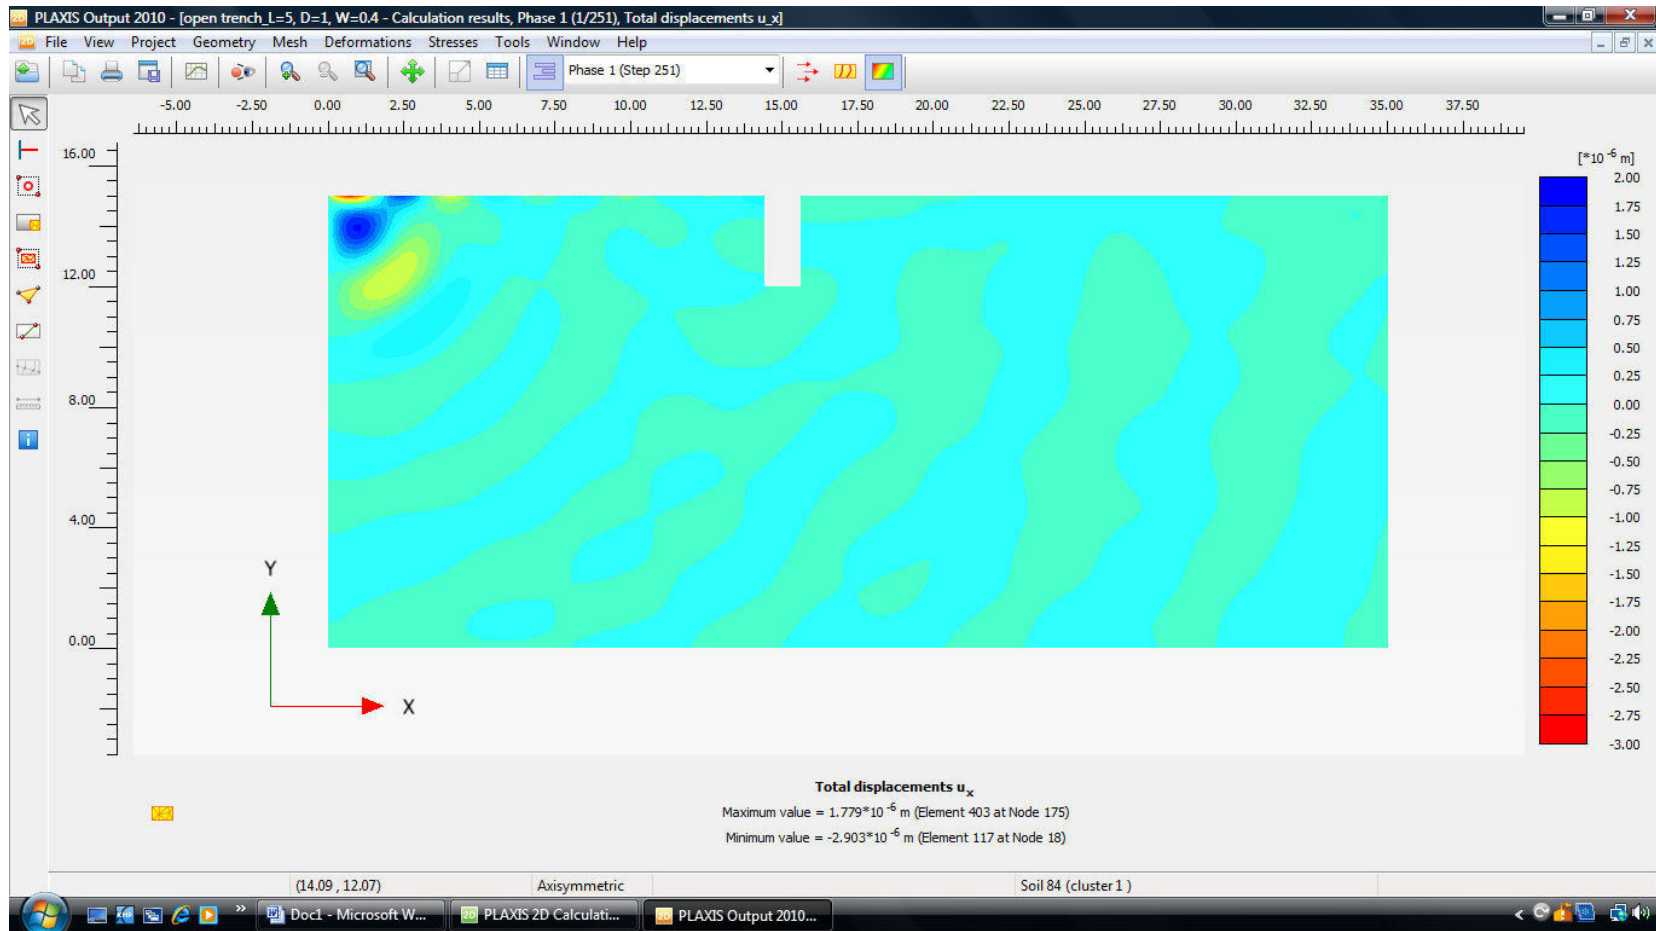 PLAXIS Output 2010 - [open trench_L=5, D=1, W=0.4 - Calculation results, Phase 1 (1/251), Total displacements u_x]
File View Project Geometry Mesh Deformations Stresses Tools Window Help
Phase 1 (Step 251)
-5.00 -2.50 0.00 2.50 5.00 7.50 10.00 12.50 15.00 17.50 20.00 22.50 25.00 27.50 30.00 32.50 35.00 37.50
16.00
12.00
8.00
4.00
0.00
Y
X
[*10⁻⁶ m]
2.00
1.75
1.50
1.25
1.00
0.75
0.50
0.25
0.00
-0.25
-0.50
-0.75
-1.00
-1.25
-1.50
-1.75
-2.00
-2.25
-2.50
-2.75
-3.00
Total displacements uₓ
Maximum value = 1.779*10⁻⁶ m (Element 403 at Node 175)
Minimum value = -2.903*10⁻⁶ m (Element 117 at Node 18)
(14.09 , 12.07) Axisymmetric Soil 84 (cluster 1 )
Doc1 - Microsoft W... PLAXIS 2D Calculati... PLAXIS Output 2010...